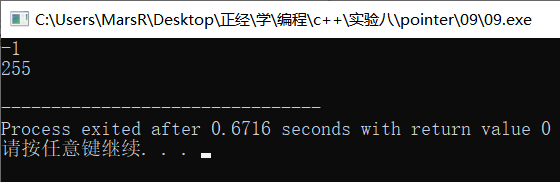 C:\Users\MarsR\Desktop\正经\学\编程\c++\实验八\pointer\09\09.exe
-1
255
--------------------------------
Process exited after 0.6716 seconds with return value 0
请按任意键继续. . .